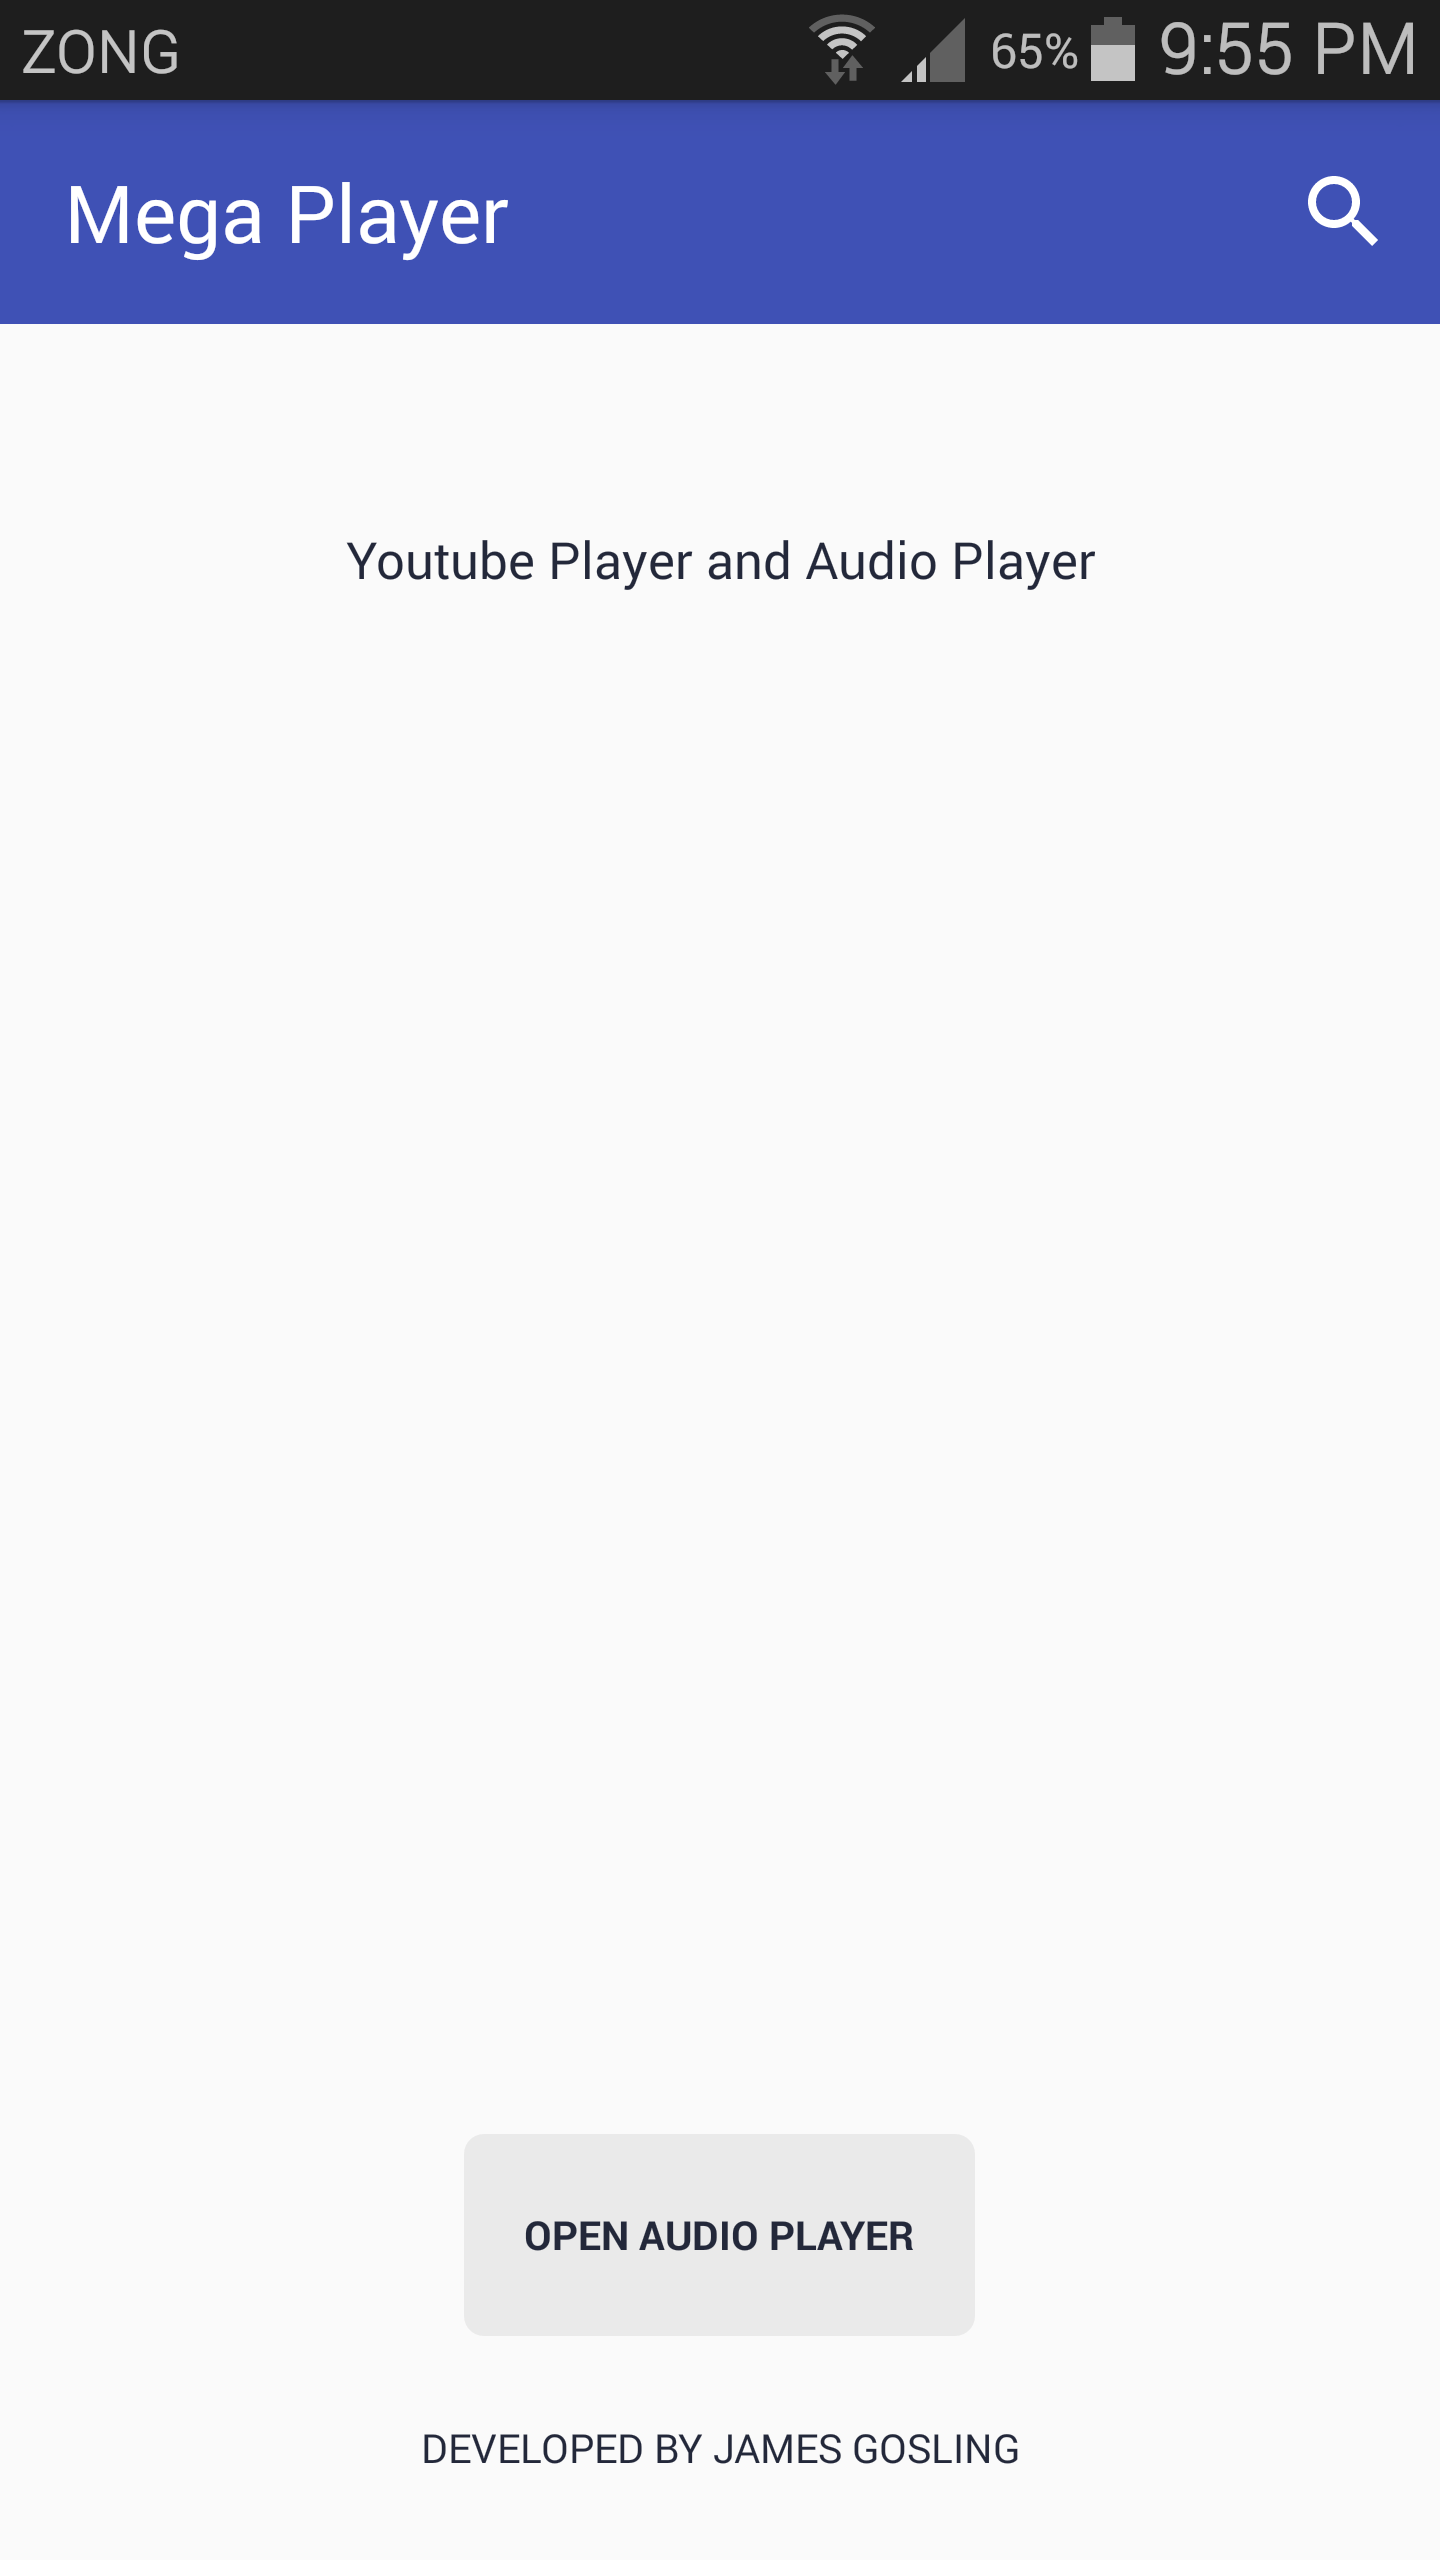 ZONG 65% 9:55 PM
Mega Player
Youtube Player and Audio Player
OPEN AUDIO PLAYER
DEVELOPED BY JAMES GOSLING